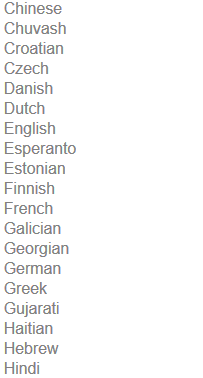 Chinese
Chuvash
Croatian
Czech
Danish
Dutch
English
Esperanto
Estonian
Finnish
French
Galician
Georgian
German
Greek
Gujarati
Haitian
Hebrew
Hindi